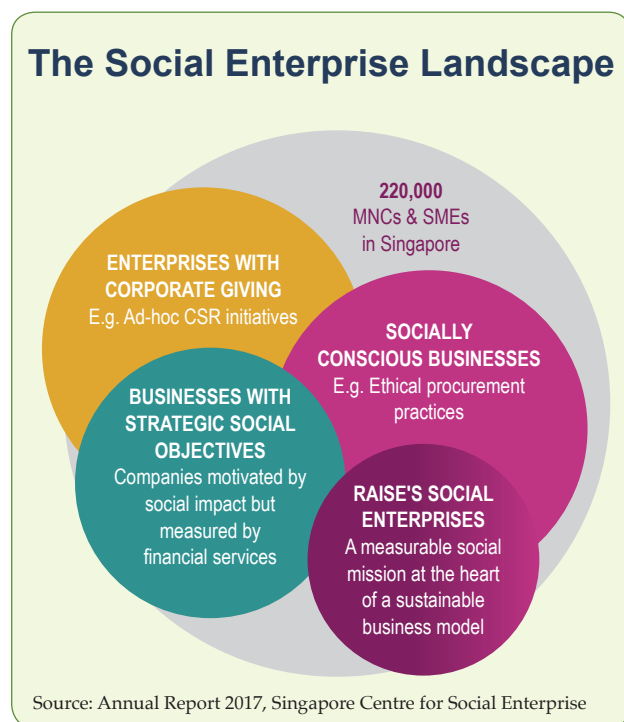 The Social Enterprise Landscape
220,000
MNCs & SMEs
in Singapore
ENTERPRISES WITH
CORPORATE GIVING
E.g. Ad-hoc CSR initiatives
SOCIALLY
CONSCIOUS BUSINESSES
E.g. Ethical procurement
practices
BUSINESSES WITH
STRATEGIC SOCIAL
OBJECTIVES
Companies motivated by
social impact but
measured by
financial services
RAISE'S SOCIAL
ENTERPRISES
A measurable social
mission at the heart
of a sustainable
business model
Source: Annual Report 2017, Singapore Centre for Social Enterprise